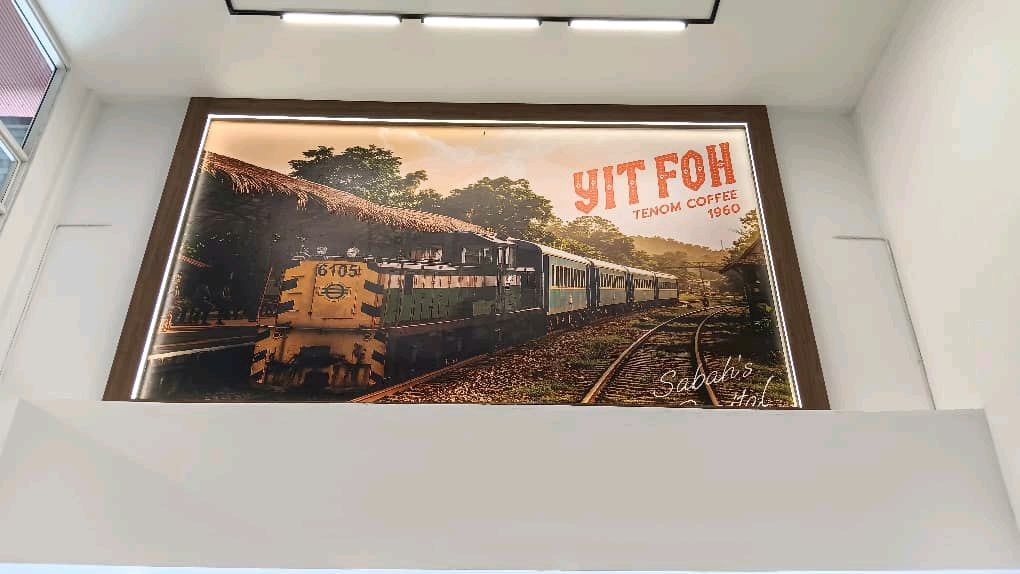 YIT FOH
TENOM COFFEE
1960
6105
Sabah's